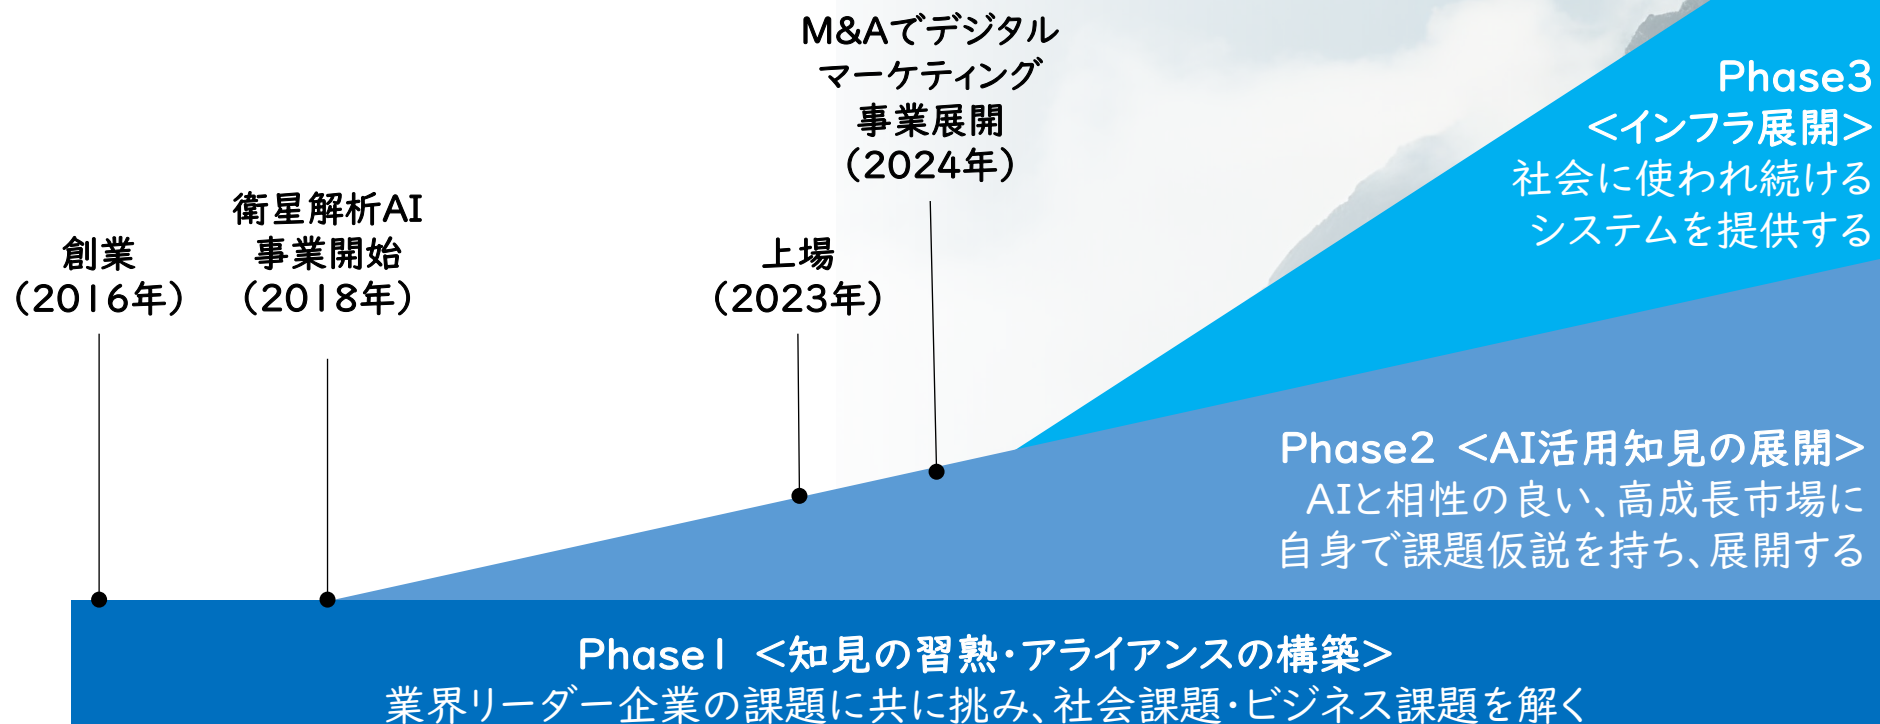 創業
(2016年)
衛星解析AI
事業開始
(2018年)
上場
(2023年)
M&Aでデジタル
マーケティング
事業展開
(2024年)
Phase3
<インフラ展開>
社会に使われ続ける
システムを提供する
Phase2 <AI活用知見の展開>
AIと相性の良い、高成長市場に
自身で課題仮説を持ち、展開する
Phase1 <知見の習熟・アライアンスの構築>
業界リーダー企業の課題に共に挑み、社会課題・ビジネス課題を解く